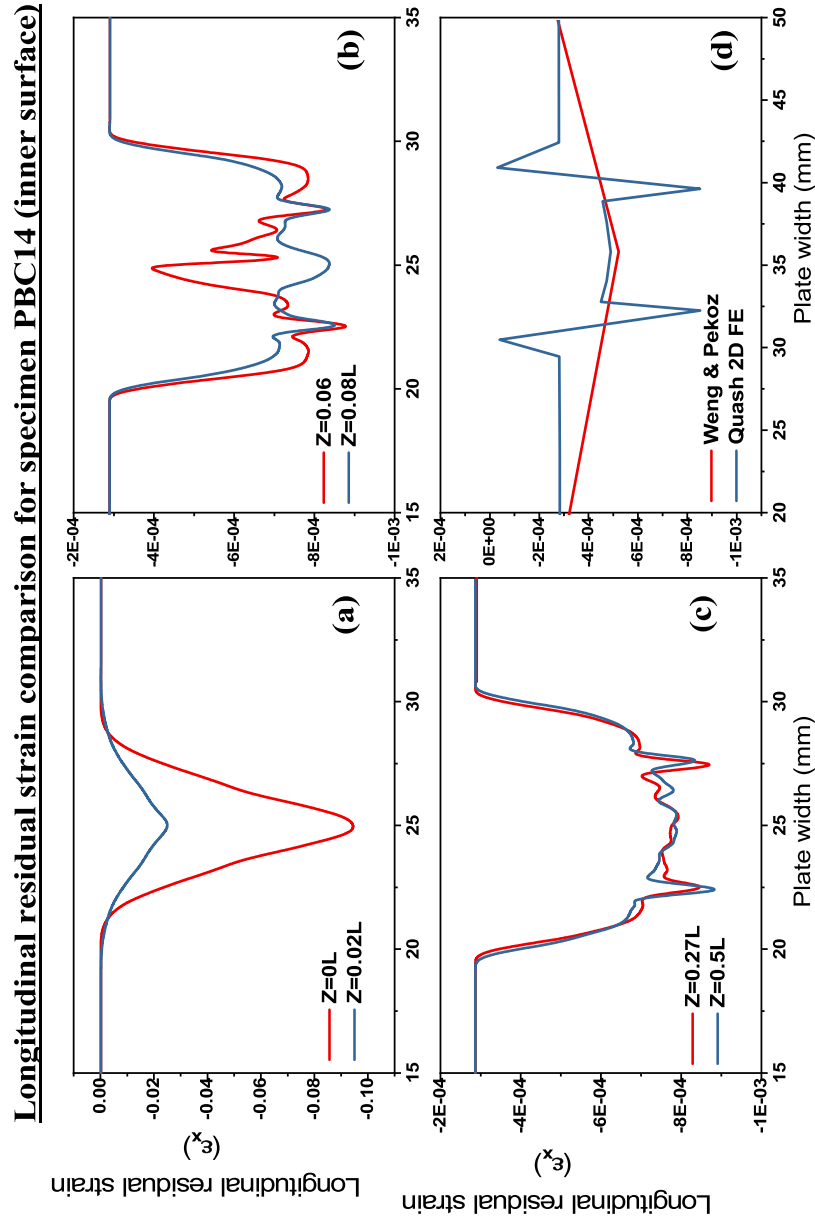 Longitudinal residual strain comparison for specimen PBC14 (inner surface)
Longitudinal residual strain
(εx)
0.00
-0.02
-0.04
-0.06
-0.08
-0.10
15
20
25
30
35
Z=0L
Z=0.02L
(a)
-2E-04
-4E-04
-6E-04
-8E-04
-1E-03
15
20
25
30
35
Z=0.06
Z=0.08L
(b)
Longitudinal residual strain
(εx)
-2E-04
-4E-04
-6E-04
-8E-04
-1E-03
15
20
25
30
35
Z=0.27L
Z=0.5L
(c)
Plate width (mm)
-2E-04
0E+00
-2E-04
-4E-04
-6E-04
-8E-04
-1E-03
20
25
30
35
40
45
50
Weng & Pekoz
Quash 2D FE
(d)
Plate width (mm)